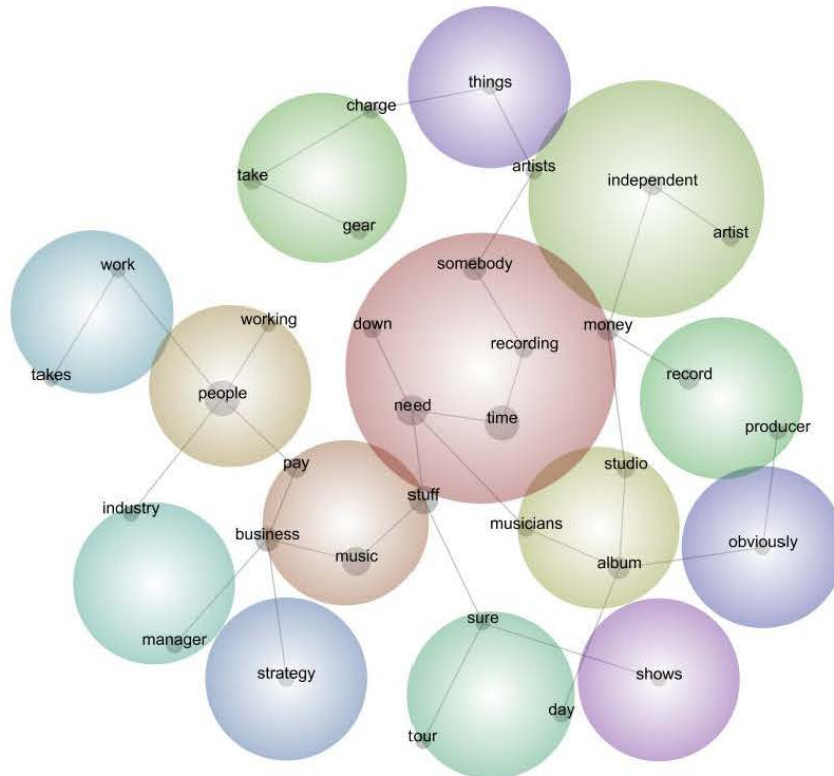 things
charge
artists
take
independent
gear
artist
somebody
work
working
down
recording
money
takes
people
record
need
time
producer
pay
studio
stuff
industry
musicians
business
music
album
obviously
sure
manager
strategy
shows
day
tour